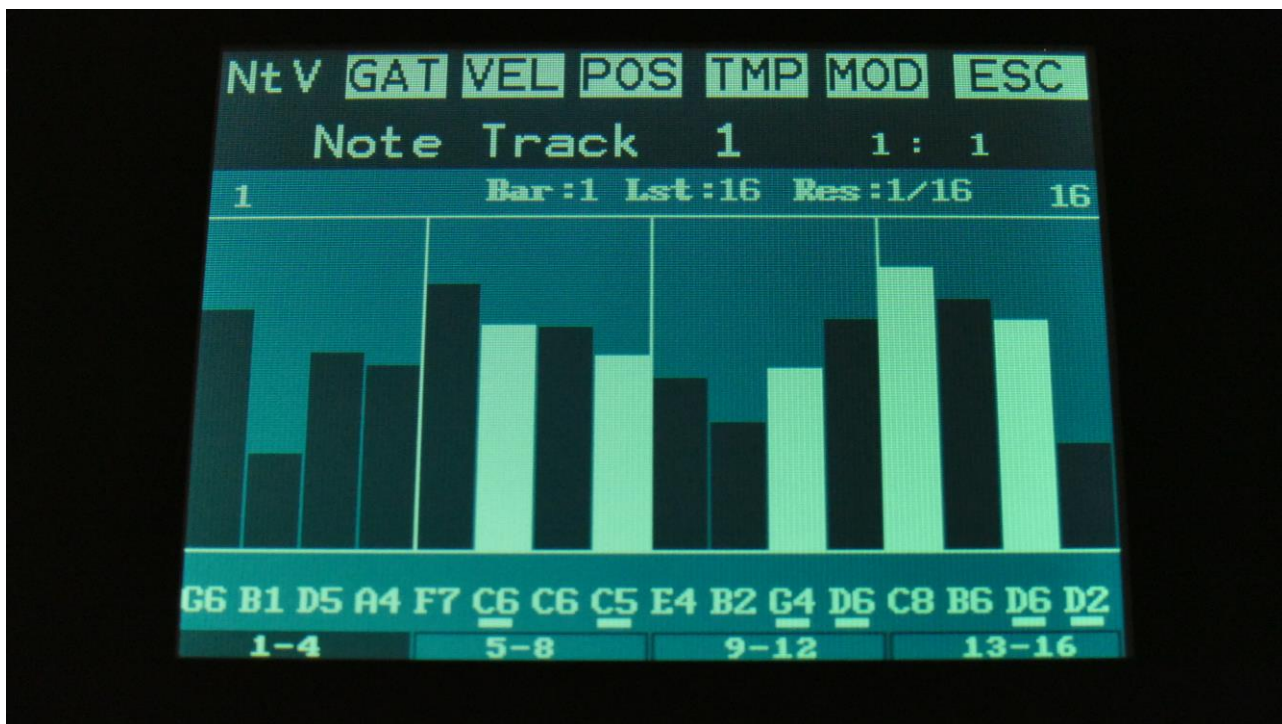 NtV GAT VEL POS TMP MOD ESC
Note Track 1 1: 1
1 Bar:1 Lst:16 Res:1/16 16
G6 B1 D5 A4 F7 C6 C6 C5 E4 B2 G4 D6 C8 B6 D6 D2
1-4 5-8 9-12 13-16